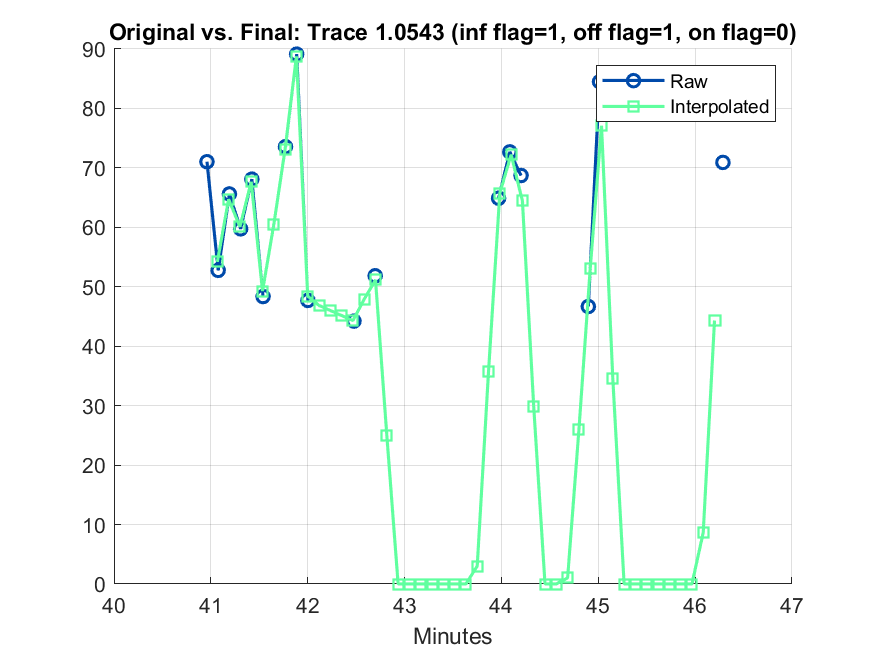 Original vs. Final: Trace 1.0543 (inf flag=1, off flag=1, on flag=0)
90
80
70
60
50
40
30
20
10
0
Raw
Interpolated
40 41 42 43 44 45 46 47
Minutes